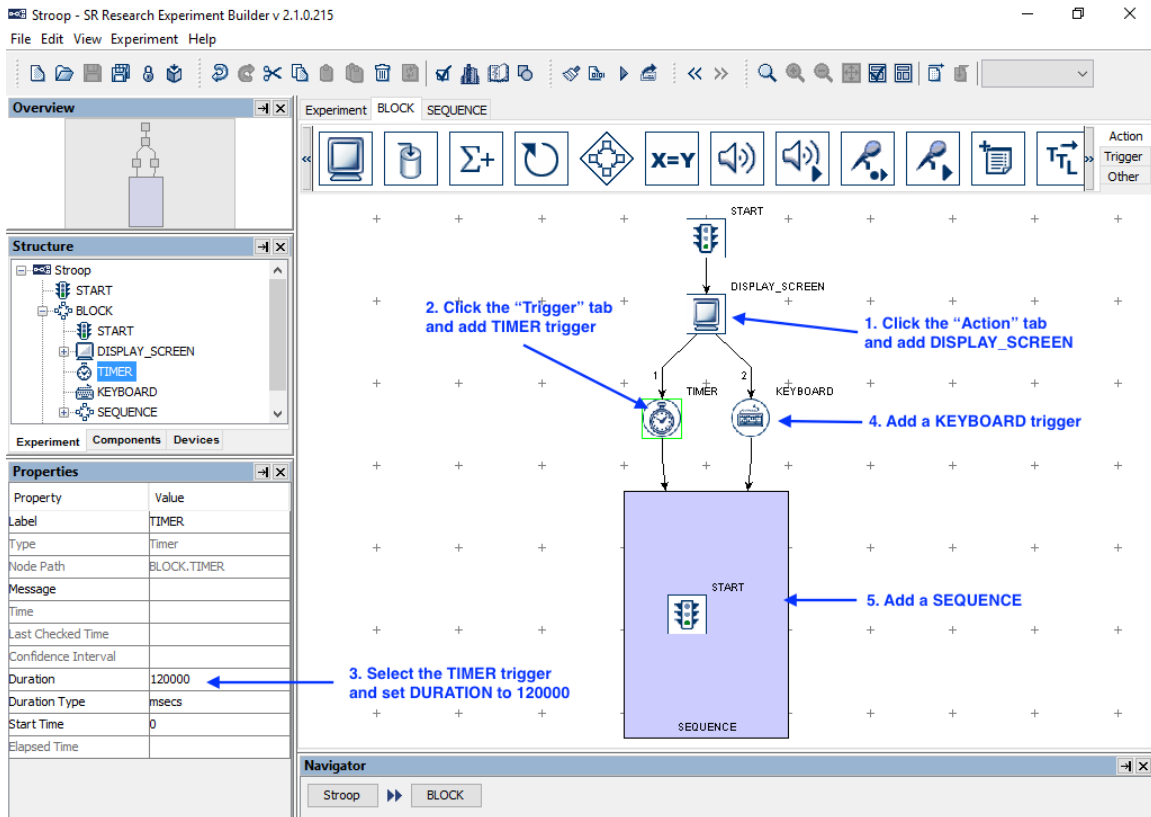 Stroop - SR Research Experiment Builder v 2.1.0.215
File Edit View Experiment Help
Overview
Experiment BLOCK SEQUENCE
X=Y
Σ+
TTL
Action
Trigger
Other
Structure
Stroop
START
BLOCK
START
DISPLAY_SCREEN
TIMER
KEYBOARD
SEQUENCE
Experiment Components Devices
Properties
Property Value
Label TIMER
Type Timer
Node Path BLOCK.TIMER
Message
Time
Last Checked Time
Confidence Interval
Duration 120000
Duration Type msecs
Start Time 0
Elapsed Time
START
DISPLAY_SCREEN
2. Click the “Trigger” tab
and add TIMER trigger
1. Click the “Action” tab
and add DISPLAY_SCREEN
1
2
TIMER
KEYBOARD
4. Add a KEYBOARD trigger
START
5. Add a SEQUENCE
3. Select the TIMER trigger
and set DURATION to 120000
SEQUENCE
Navigator
Stroop BLOCK